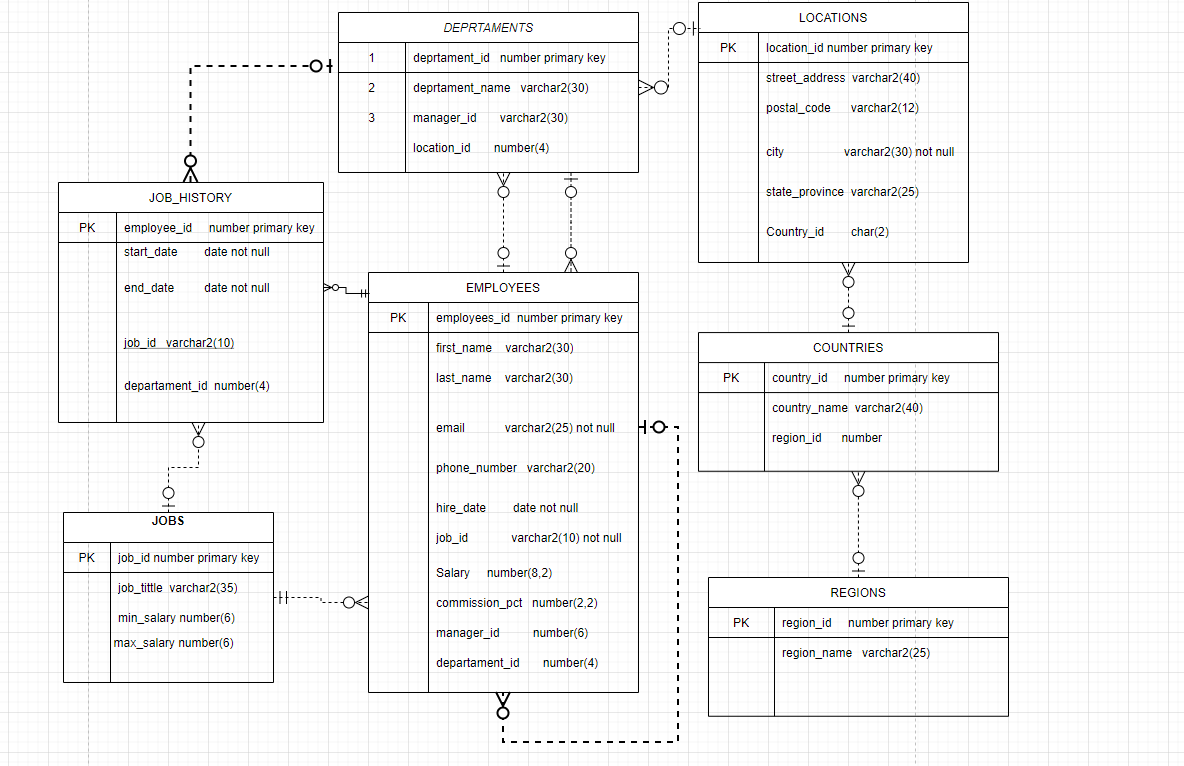 DEPRTAMENTS
1 deprtament_id number primary key
2 deprtament_name varchar2(30)
3 manager_id varchar2(30)
location_id number(4)
LOCATIONS
PK location_id number primary key
street_address varchar2(40)
postal_code varchar2(12)
city varchar2(30) not null
state_province varchar2(25)
Country_id char(2)
JOB_HISTORY
PK employee_id number primary key
start_date date not null
end_date date not null
job_id varchar2(10)
departament_id number(4)
EMPLOYEES
PK employees_id number primary key
first_name varchar2(30)
last_name varchar2(30)
email varchar2(25) not null
phone_number varchar2(20)
hire_date date not null
job_id varchar2(10) not null
Salary number(8,2)
commission_pct number(2,2)
manager_id number(6)
departament_id number(4)
COUNTRIES
PK country_id number primary key
country_name varchar2(40)
region_id number
JOBS
PK job_id number primary key
job_tittle varchar2(35)
min_salary number(6)
max_salary number(6)
REGIONS
PK region_id number primary key
region_name varchar2(25)